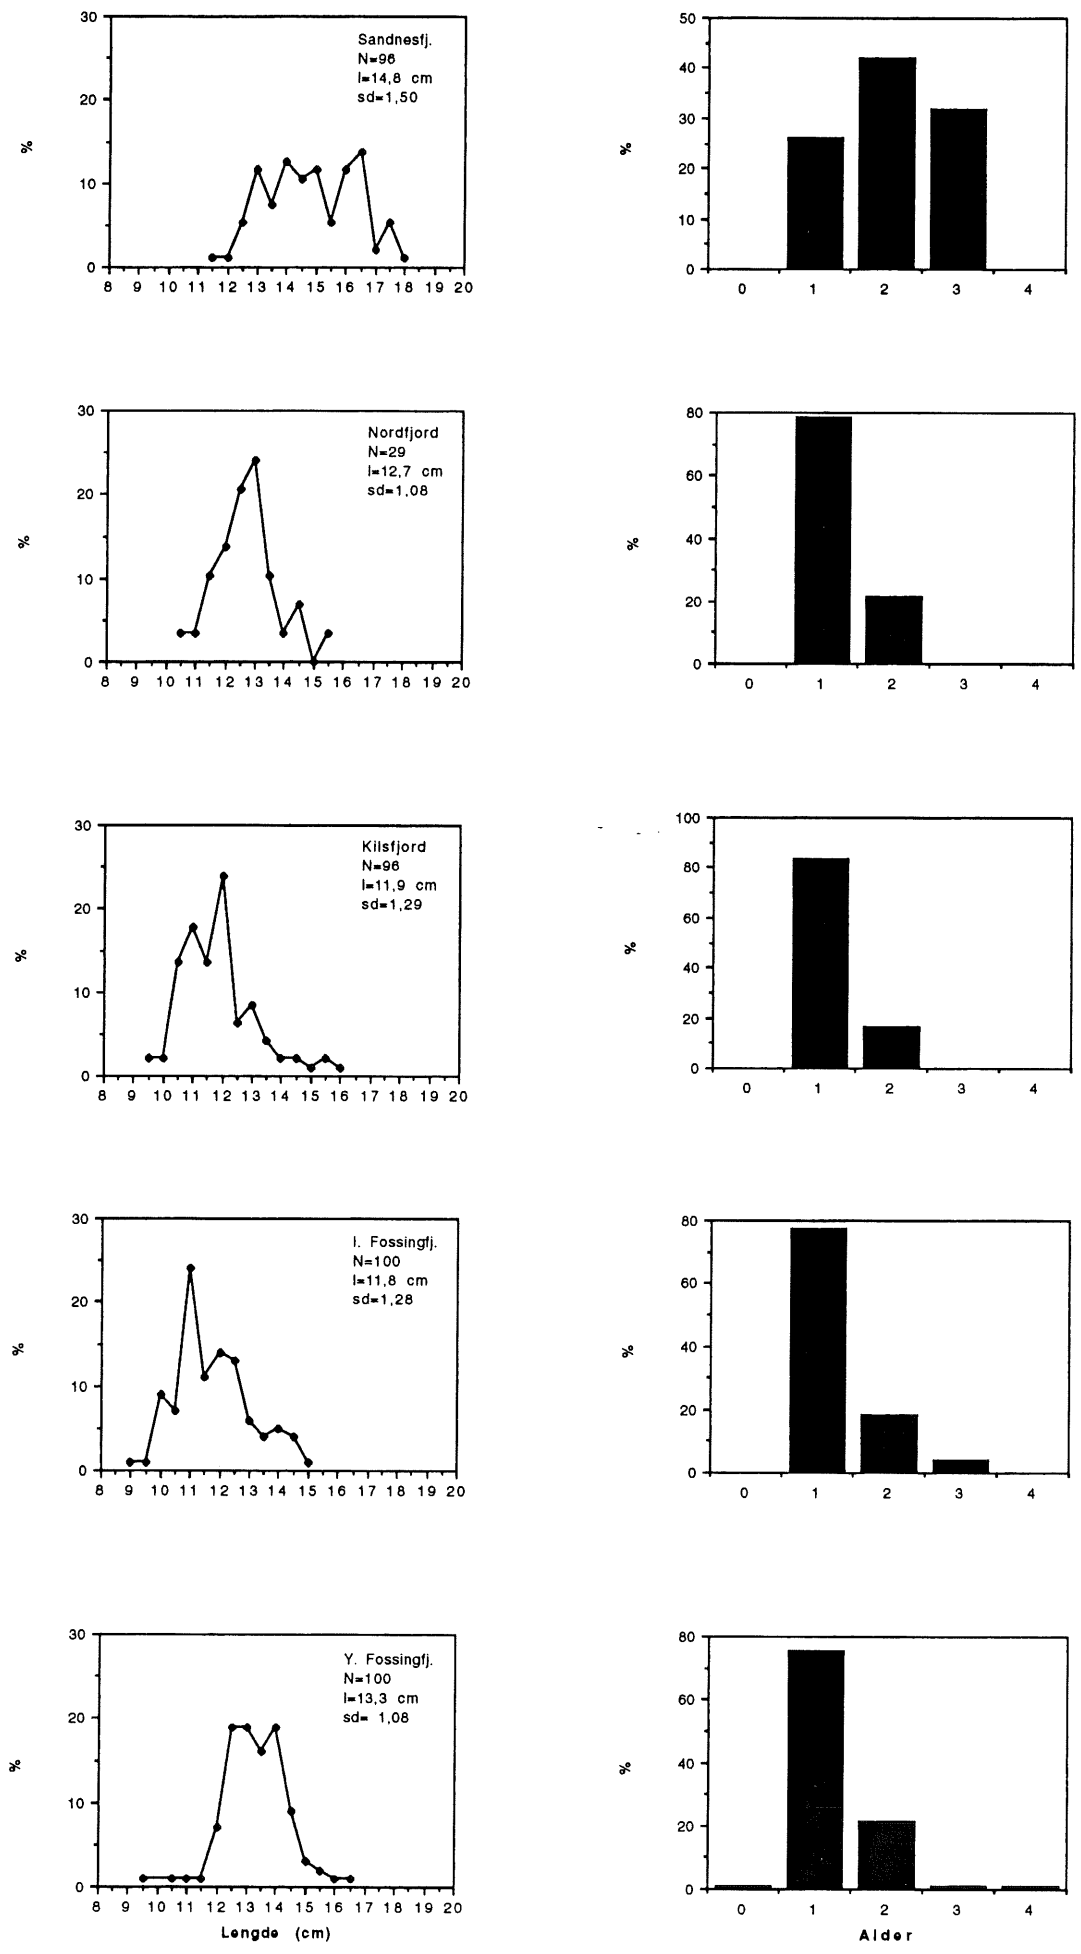 30
20
10
0
%
Sandnesfj.
N=96
l=14,8 cm
sd=1,50
8 9 10 11 12 13 14 15 16 17 18 19 20
50
40
30
20
10
0
%
0 1 2 3 4
30
20
10
0
%
Nordfjord
N=29
l=12,7 cm
sd=1,08
8 9 10 11 12 13 14 15 16 17 18 19 20
80
60
40
20
0
%
0 1 2 3 4
30
20
10
0
%
Kilsfjord
N=96
l=11,9 cm
sd=1,29
8 9 10 11 12 13 14 15 16 17 18 19 20
100
80
60
40
20
0
%
0 1 2 3 4
30
20
10
0
%
I. Fossingfj.
N=100
l=11,8 cm
sd=1,28
8 9 10 11 12 13 14 15 16 17 18 19 20
80
60
40
20
0
%
0 1 2 3 4
30
20
10
0
%
Y. Fossingfj.
N=100
l=13,3 cm
sd= 1,08
8 9 10 11 12 13 14 15 16 17 18 19 20
Lengde (cm)
80
60
40
20
0
%
0 1 2 3 4
Alder